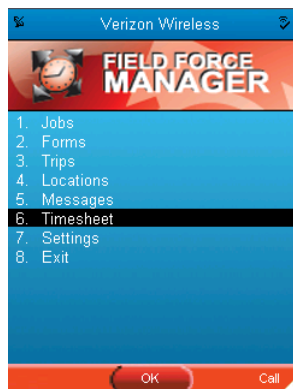 Verizon Wireless
FIELD FORCE
MANAGER
1. Jobs
2. Forms
3. Trips
4. Locations
5. Messages
6. Timesheet
7. Settings
8. Exit
OK Call